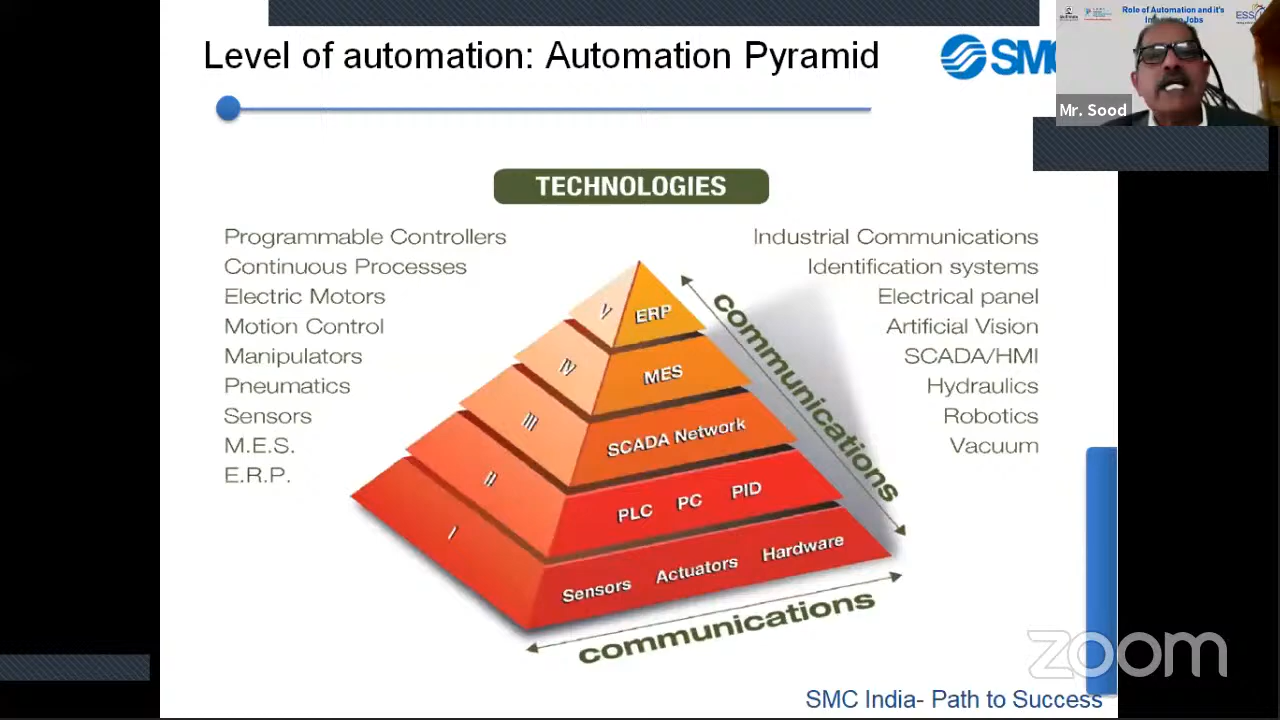 Level of automation: Automation Pyramid
SMC
Role of Automation and it's
Jobs
ESS
Mr. Sood
TECHNOLOGIES
Programmable Controllers
Continuous Processes
Electric Motors
Motion Control
Manipulators
Pneumatics
Sensors
M.E.S.
E.R.P.
Industrial Communications
Identification systems
Electrical panel
Artificial Vision
SCADA/HMI
Hydraulics
Robotics
Vacuum
V ERP
IV MES
III SCADA Network
II PLC PC PID
I Sensors Actuators Hardware
communications
communications
zoom
SMC India- Path to Success